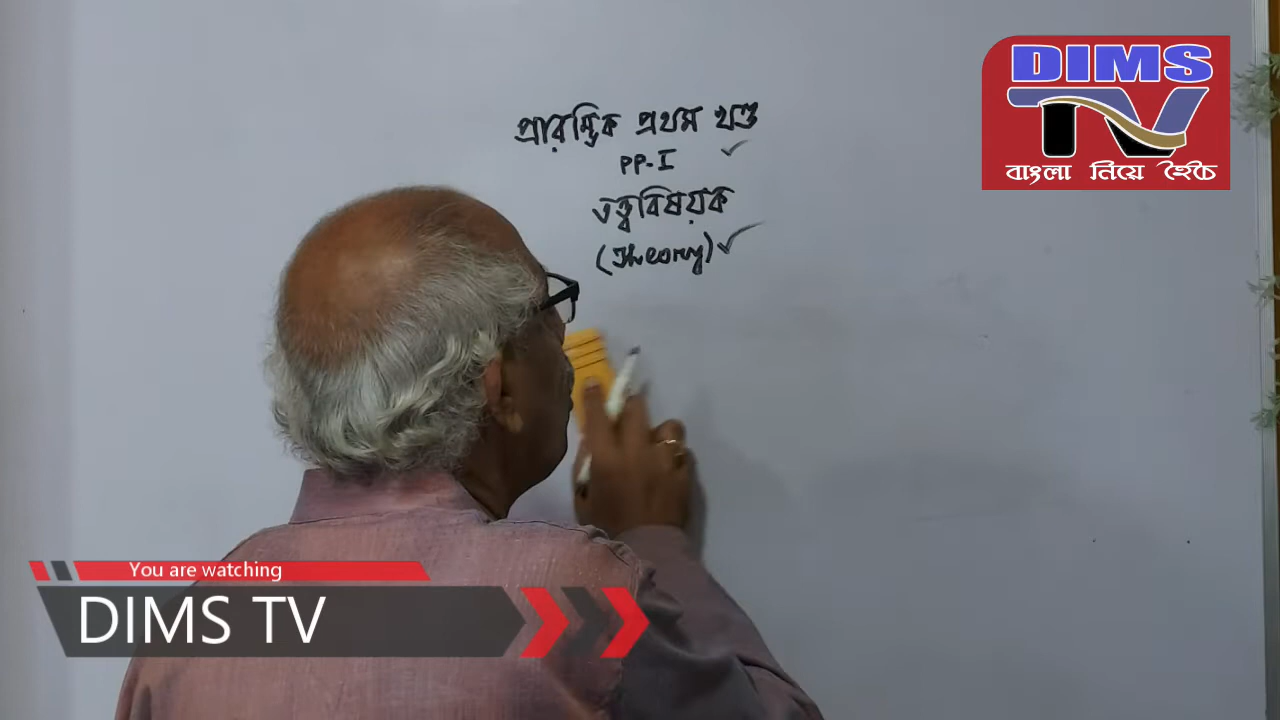 প্রারম্ভিক প্রথম খণ্ড
PP-I
তত্ত্ববিষয়ক
(Theory)
DIMS
TV
বাংলা নিয়ে হৈচৈ
You are watching
DIMS TV